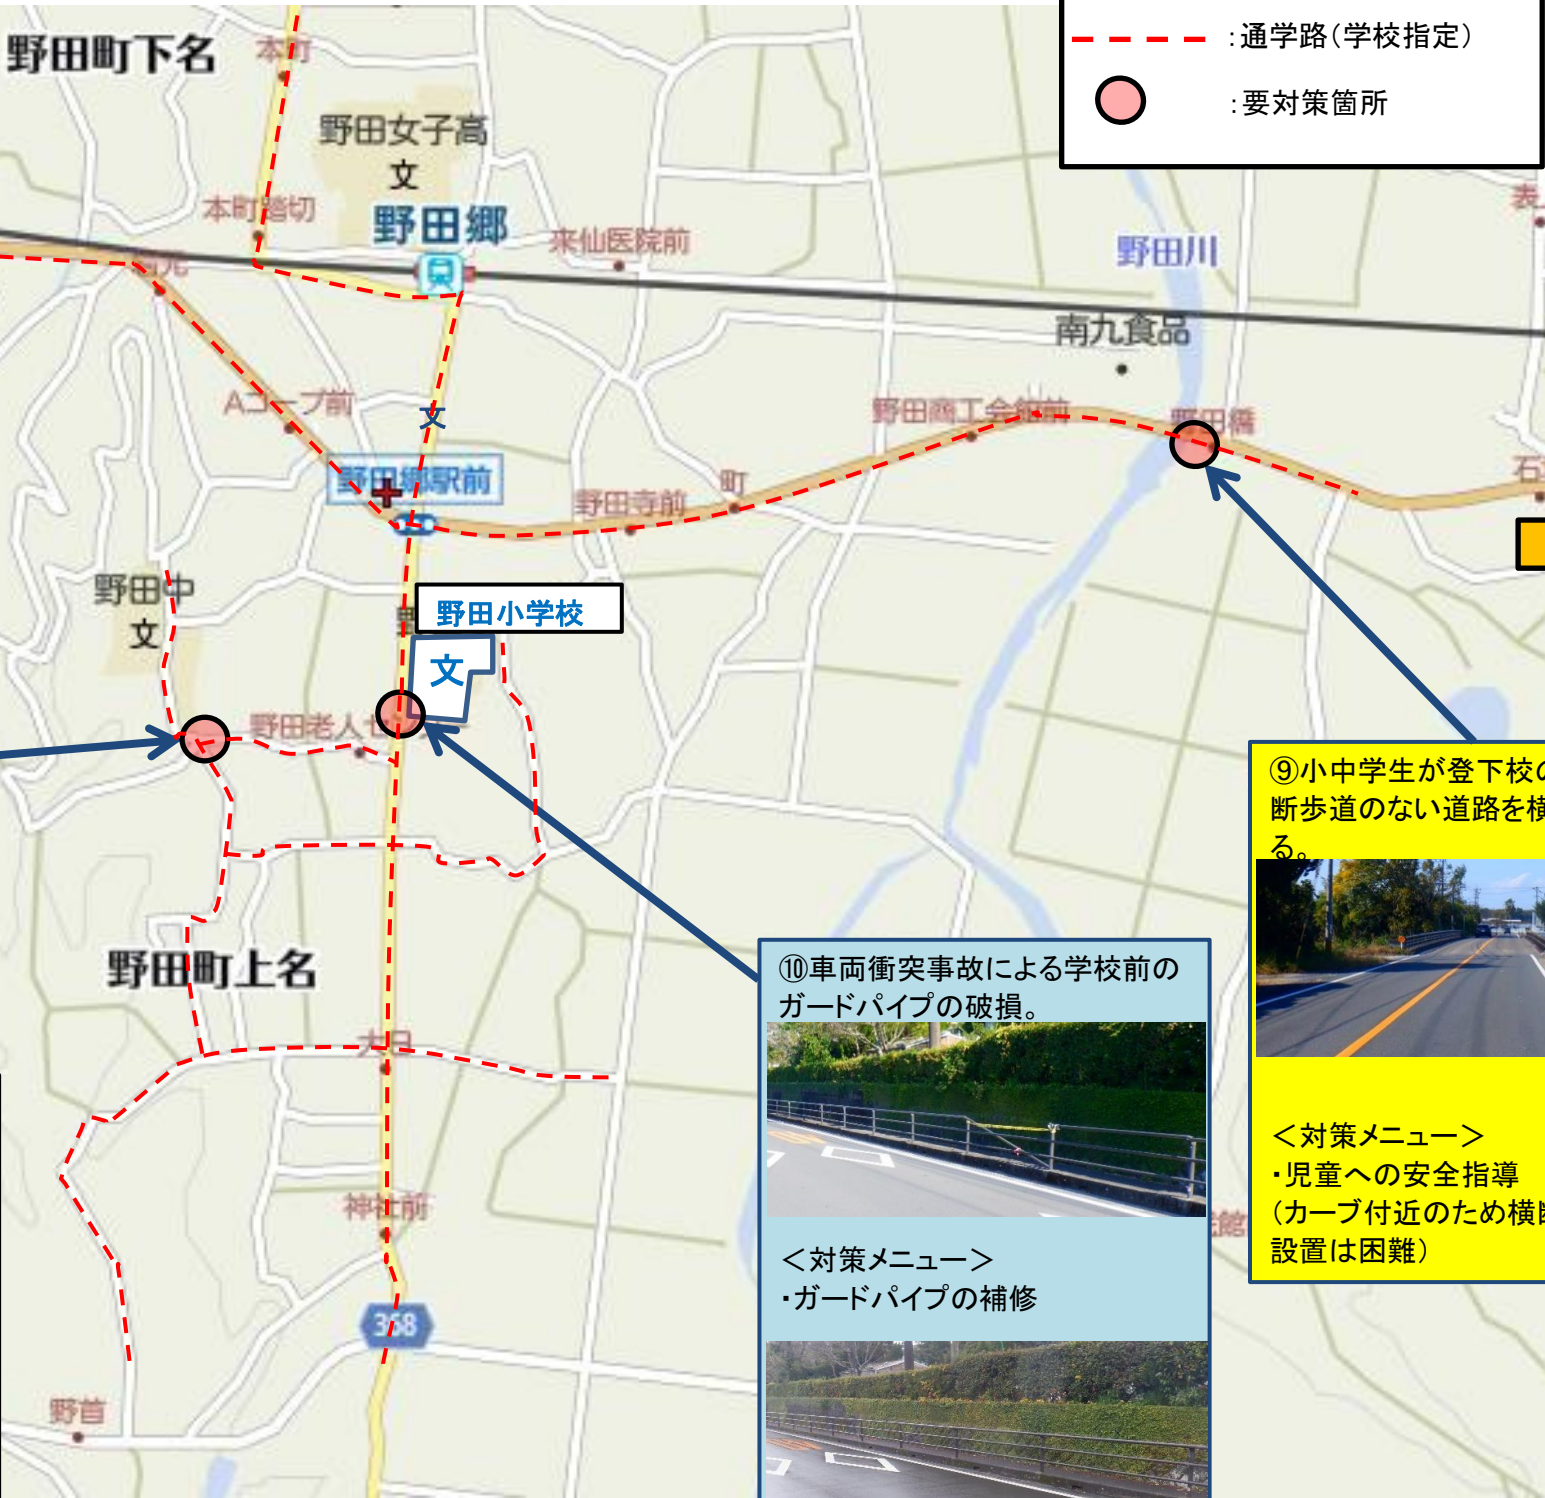 野田町下名
本町
:通学路(学校指定)
:要対策箇所
野田女子高
文
本町踏切
野田郷
来仙医院前
野田川
表
南九食品
Aコープ前
文
野田商工会館前
野田橋
野田郷駅前
野田寺前
町
石
野田中
文
野田小学校
文
野田老人セ
⑨小中学生が登下校の
断歩道のない道路を横
る。
野田町上名
⑩車両衝突事故による学校前の
ガードパイプの破損。
大日
<対策メニュー>
・児童への安全指導
(カーブ付近のため横断
設置は困難)
神社前
館
<対策メニュー>
・ガードパイプの補修
368
野首